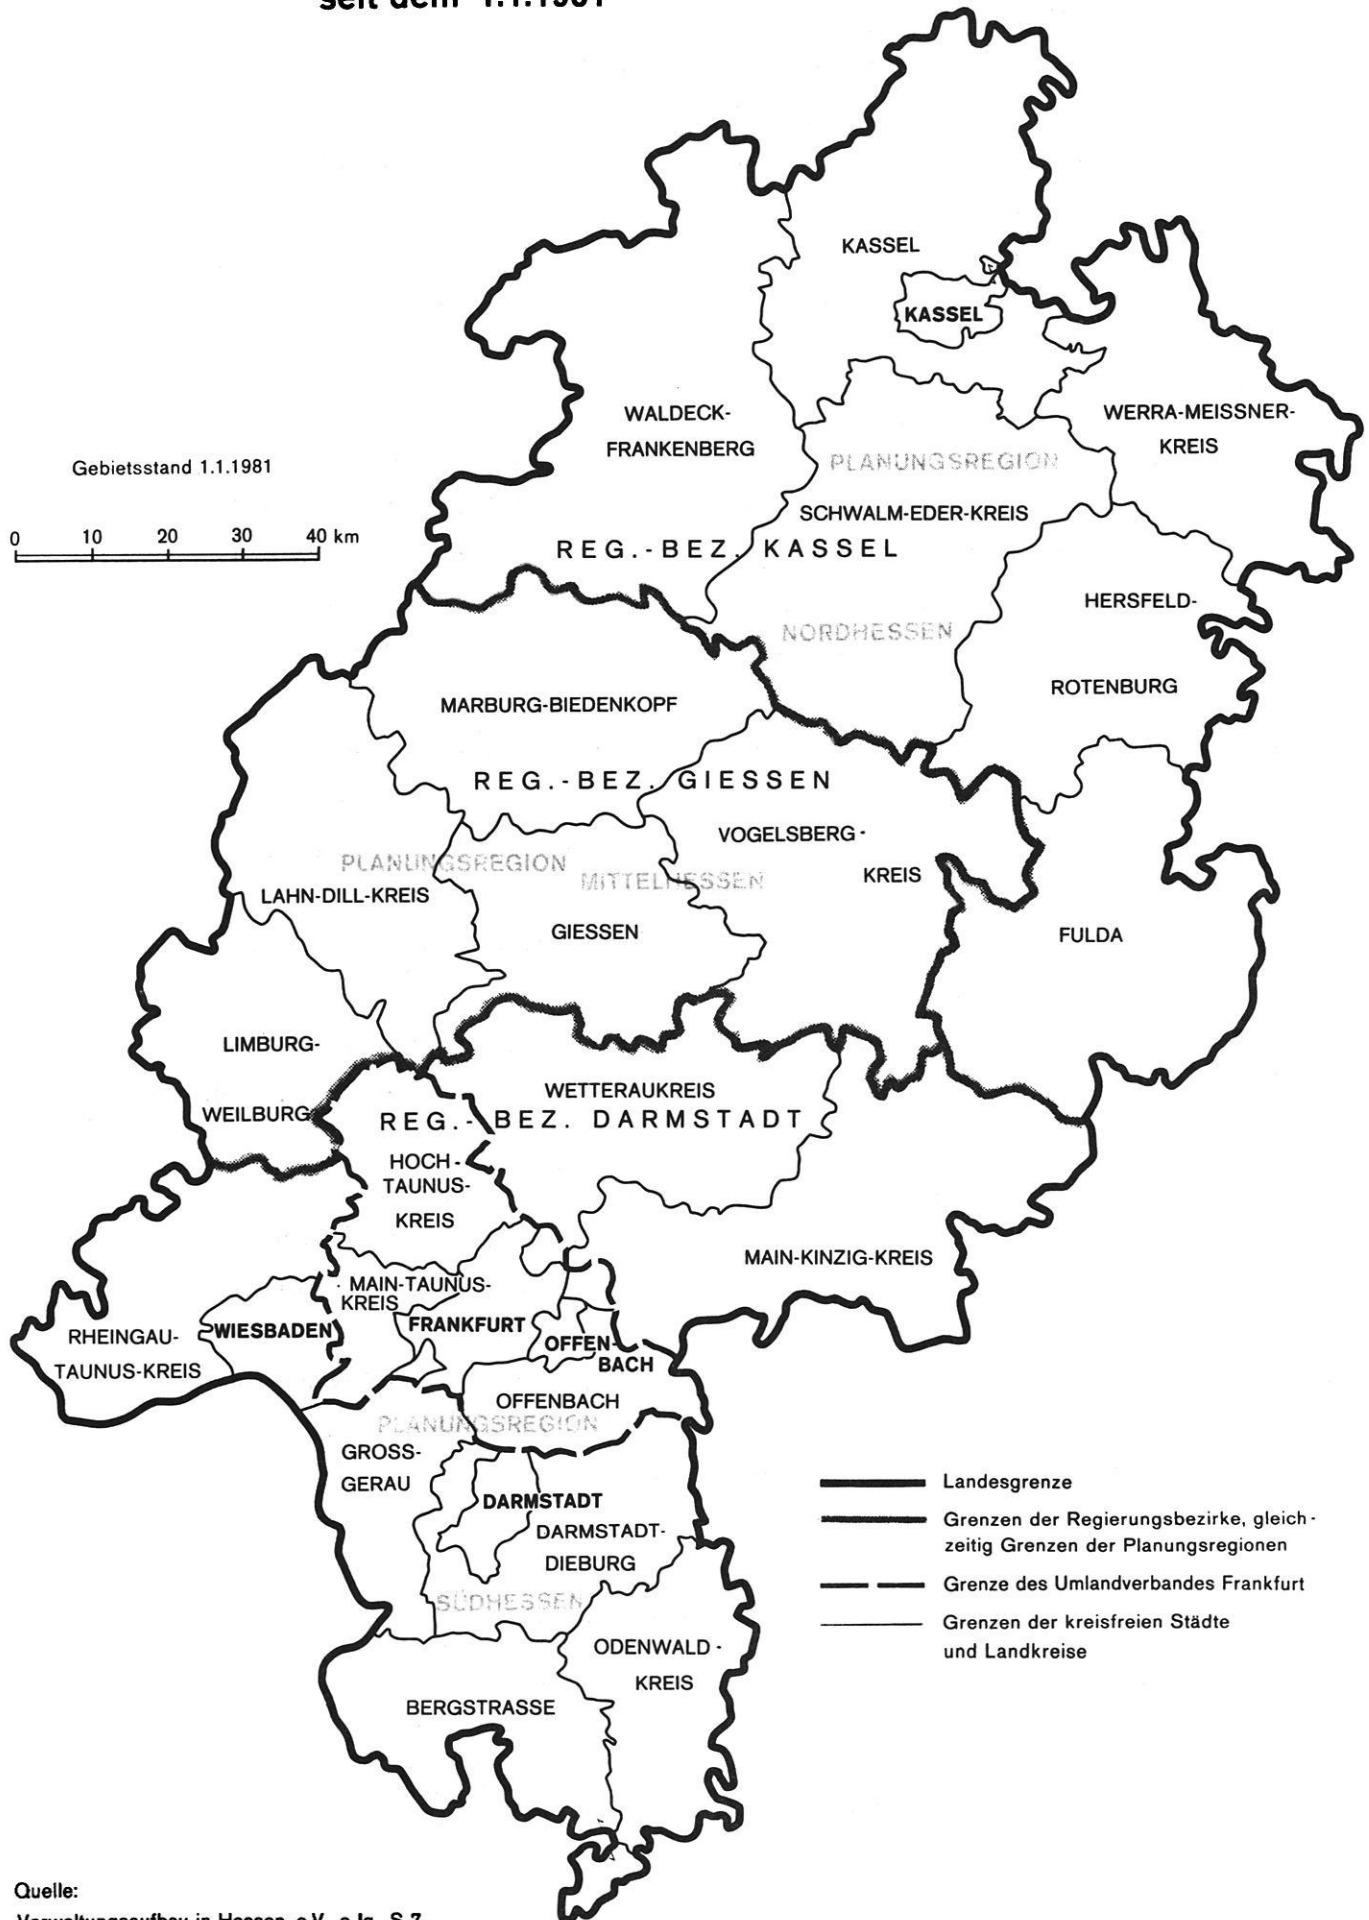 seit dem 1.1.1981
KASSEL
KASSEL
WALDECK-
FRANKENBERG
WERRA-MEISSNER-
KREIS
Gebietsstand 1.1.1981
PLANUNGSREGION
0 10 20 30 40 km
SCHWALM-EDER-KREIS
REG.-BEZ. KASSEL
HERSFELD-
NORDHESSEN
ROTENBURG
MARBURG-BIEDENKOPF
REG.-BEZ. GIESSEN
VOGELSBERG-
KREIS
PLANUNGSREGION
MITTELHESSEN
LAHN-DILL-KREIS
GIESSEN
FULDA
LIMBURG-
WEILBURG
WETTERAUKREIS
REG.-BEZ. DARMSTADT
HOCH-
TAUNUS-
KREIS
MAIN-KINZIG-KREIS
MAIN-TAUNUS-
KREIS
RHEINGAU-
TAUNUS-KREIS
WIESBADEN
FRANKFURT
OFFEN-
BACH
OFFENBACH
PLANUNGSREGION
GROSS-
GERAU
DARMSTADT
DARMSTADT-
DIEBURG
SÜDHESSEN
ODENWALD-
KREIS
BERGSTRASSE
Landesgrenze
Grenzen der Regierungsbezirke, gleich-
zeitig Grenzen der Planungsregionen
Grenze des Umlandverbandes Frankfurt
Grenzen der kreisfreien Städte
und Landkreise
Quelle:
Verwaltungsaufbau in Hessen, o.V., o.Jg., S.7